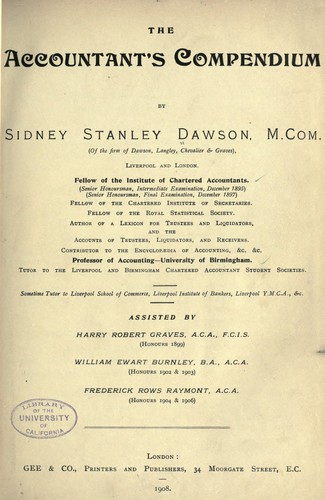 THE
ACCOUNTANT'S COMPENDIUM
BY
SIDNEY STANLEY DAWSON, M.COM.
(Of the firm of Dawson, Langley, Chevalier & Graves),
LIVERPOOL AND LONDON.
Fellow of the Institute of Chartered Accountants.
(Senior Honoursman, Intermediate Examination, December 1895)
(Senior Honoursman, Final Examination, December 1897)
FELLOW OF THE CHARTERED INSTITUTE OF SECRETARIES.
FELLOW OF THE ROYAL STATISTICAL SOCIETY.
AUTHOR OF A LEXICON FOR TRUSTEES AND LIQUIDATORS,
AND THE
ACCOUNTS OF TRUSTEES, LIQUIDATORS, AND RECEIVERS.
CONTRIBUTOR TO THE ENCYCLOPÆDIA OF ACCOUNTING, &c. &c.
Professor of Accounting—University of Birmingham.
TUTOR TO THE LIVERPOOL AND BIRMINGHAM CHARTERED ACCOUNTANT STUDENT SOCIETIES.
Sometime Tutor to Liverpool School of Commerce, Liverpool Institute of Bankers, Liverpool Y.M.C.A., &c.
ASSISTED BY
HARRY ROBERT GRAVES, A.C.A., F.C.I.S.
(HONOURS 1899)
WILLIAM EWART BURNLEY, B.A., A.C.A.
(HONOURS 1902 & 1903)
FREDERICK ROWS RAYMONT, A.C.A.
(HONOURS 1904 & 1906)
LIBRARY
OF THE
UNIVERSITY
OF
CALIFORNIA
LONDON:
GEE & CO., PRINTERS AND PUBLISHERS, 34 MOORGATE STREET, E.C.
1908.